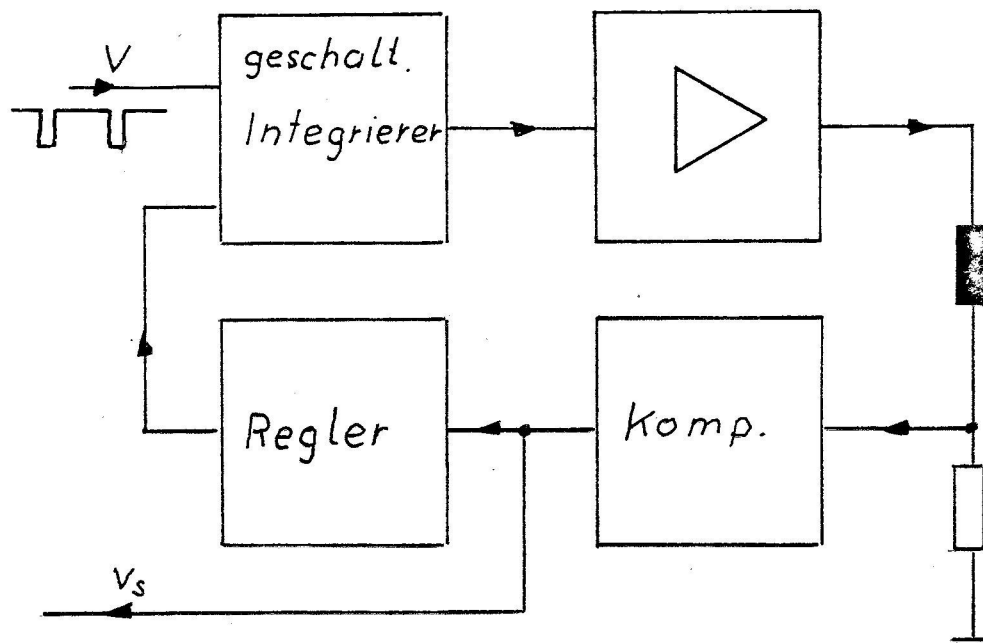 V
geschalt.
Integrierer
Regler
Komp.
Vs